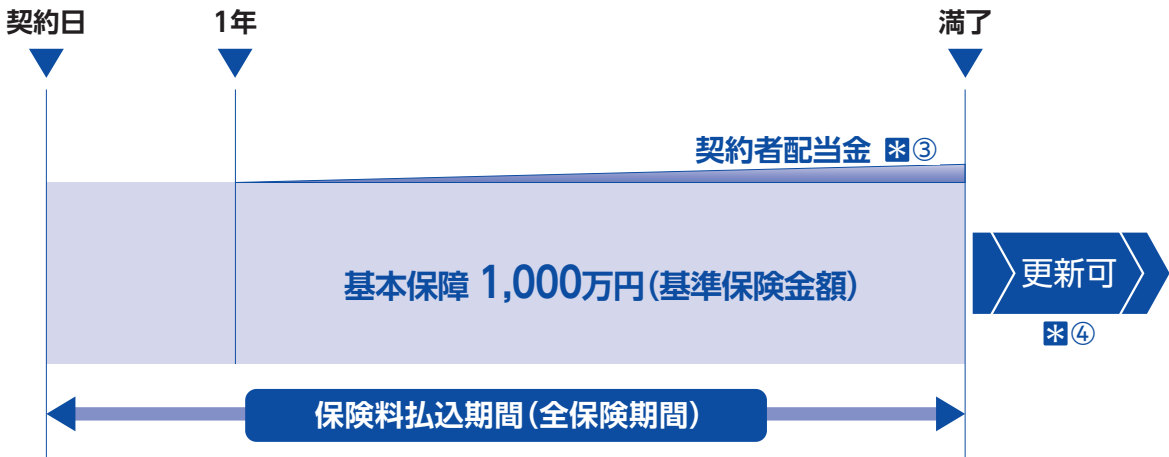 契約日 1年 満了
契約者配当金 *③
基本保障 1,000万円(基準保険金額)
更新可
*④
保険料払込期間(全保険期間)